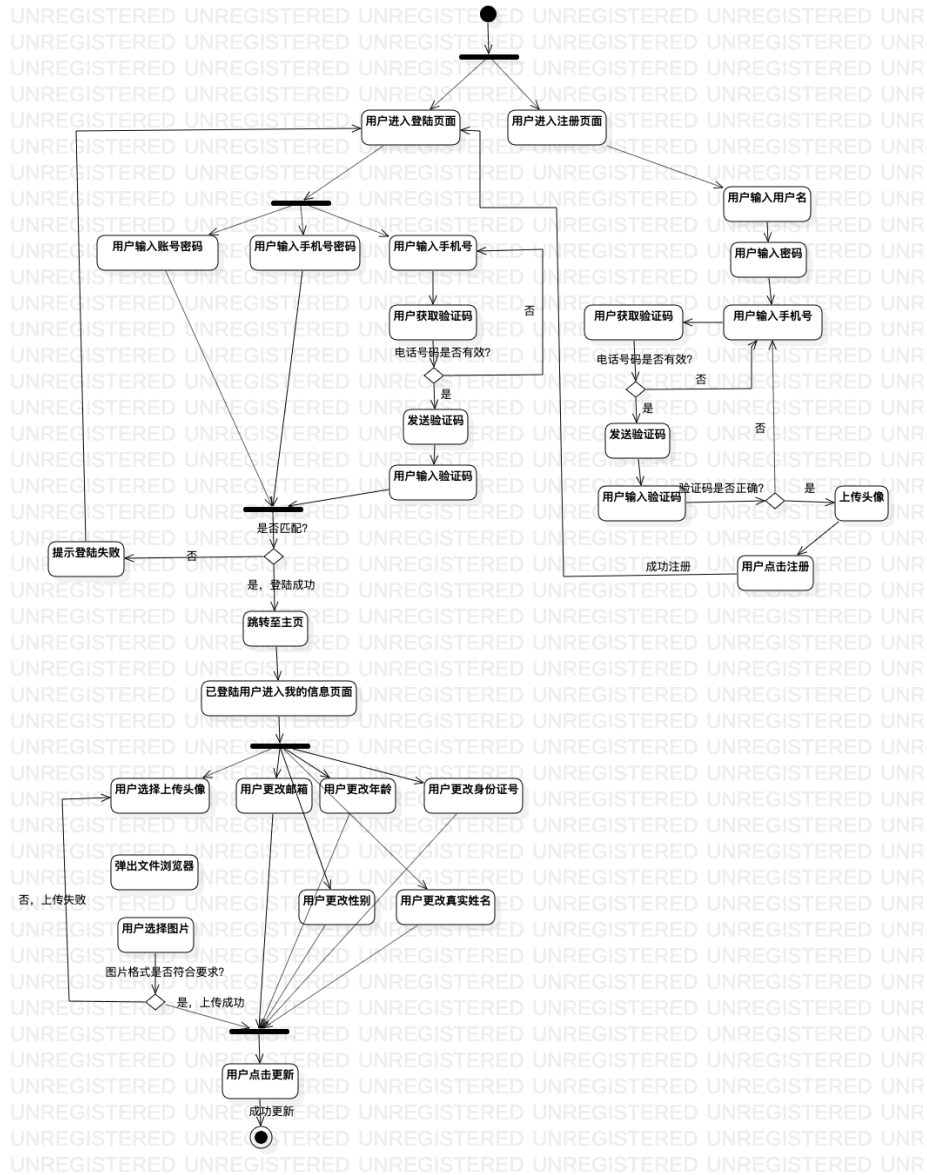 用户进入登陆页面
用户进入注册页面
用户输入用户名
用户输入账号密码
用户输入手机号密码
用户输入手机号
用户输入密码
用户获取验证码
否
用户获取验证码
用户输入手机号
电话号码是否有效?
电话号码是否有效?
否
是
是
发送验证码
否
发送验证码
用户输入验证码
验证码是否正确?
是
用户输入验证码
上传头像
是否匹配?
提示登陆失败
否
成功注册
用户点击注册
是，登陆成功
跳转至主页
已登陆用户进入我的信息页面
用户选择上传头像
用户更改邮箱
用户更改年龄
用户更改身份证号
弹出文件浏览器
否，上传失败
用户更改性别
用户更改真实姓名
用户选择图片
图片格式是否符合要求?
是，上传成功
用户点击更新
成功更新
UNREGISTERED